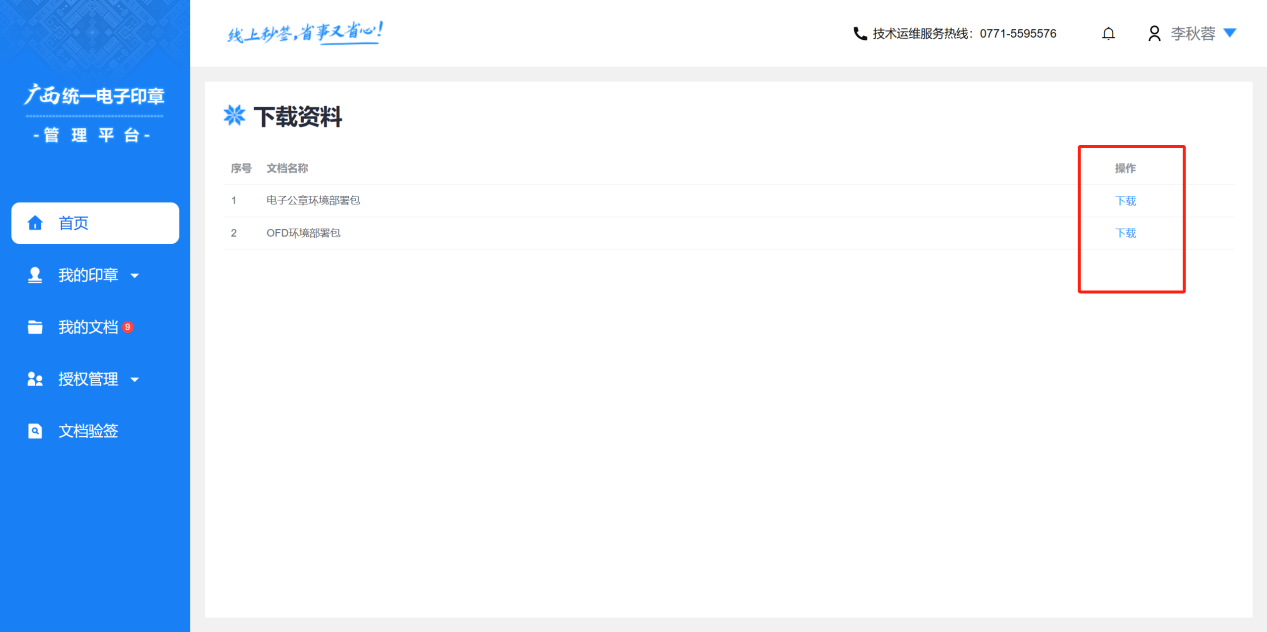 线上秒签,省事又省心!
技术运维服务热线：0771-5595576
李秋蓉
广西统一电子印章
-管理平台-
首页
我的印章
我的文档 9
授权管理
文档验签
下载资料
序号 文档名称 操作
1 电子公章环境部署包 下载
2 OFD环境部署包 下载